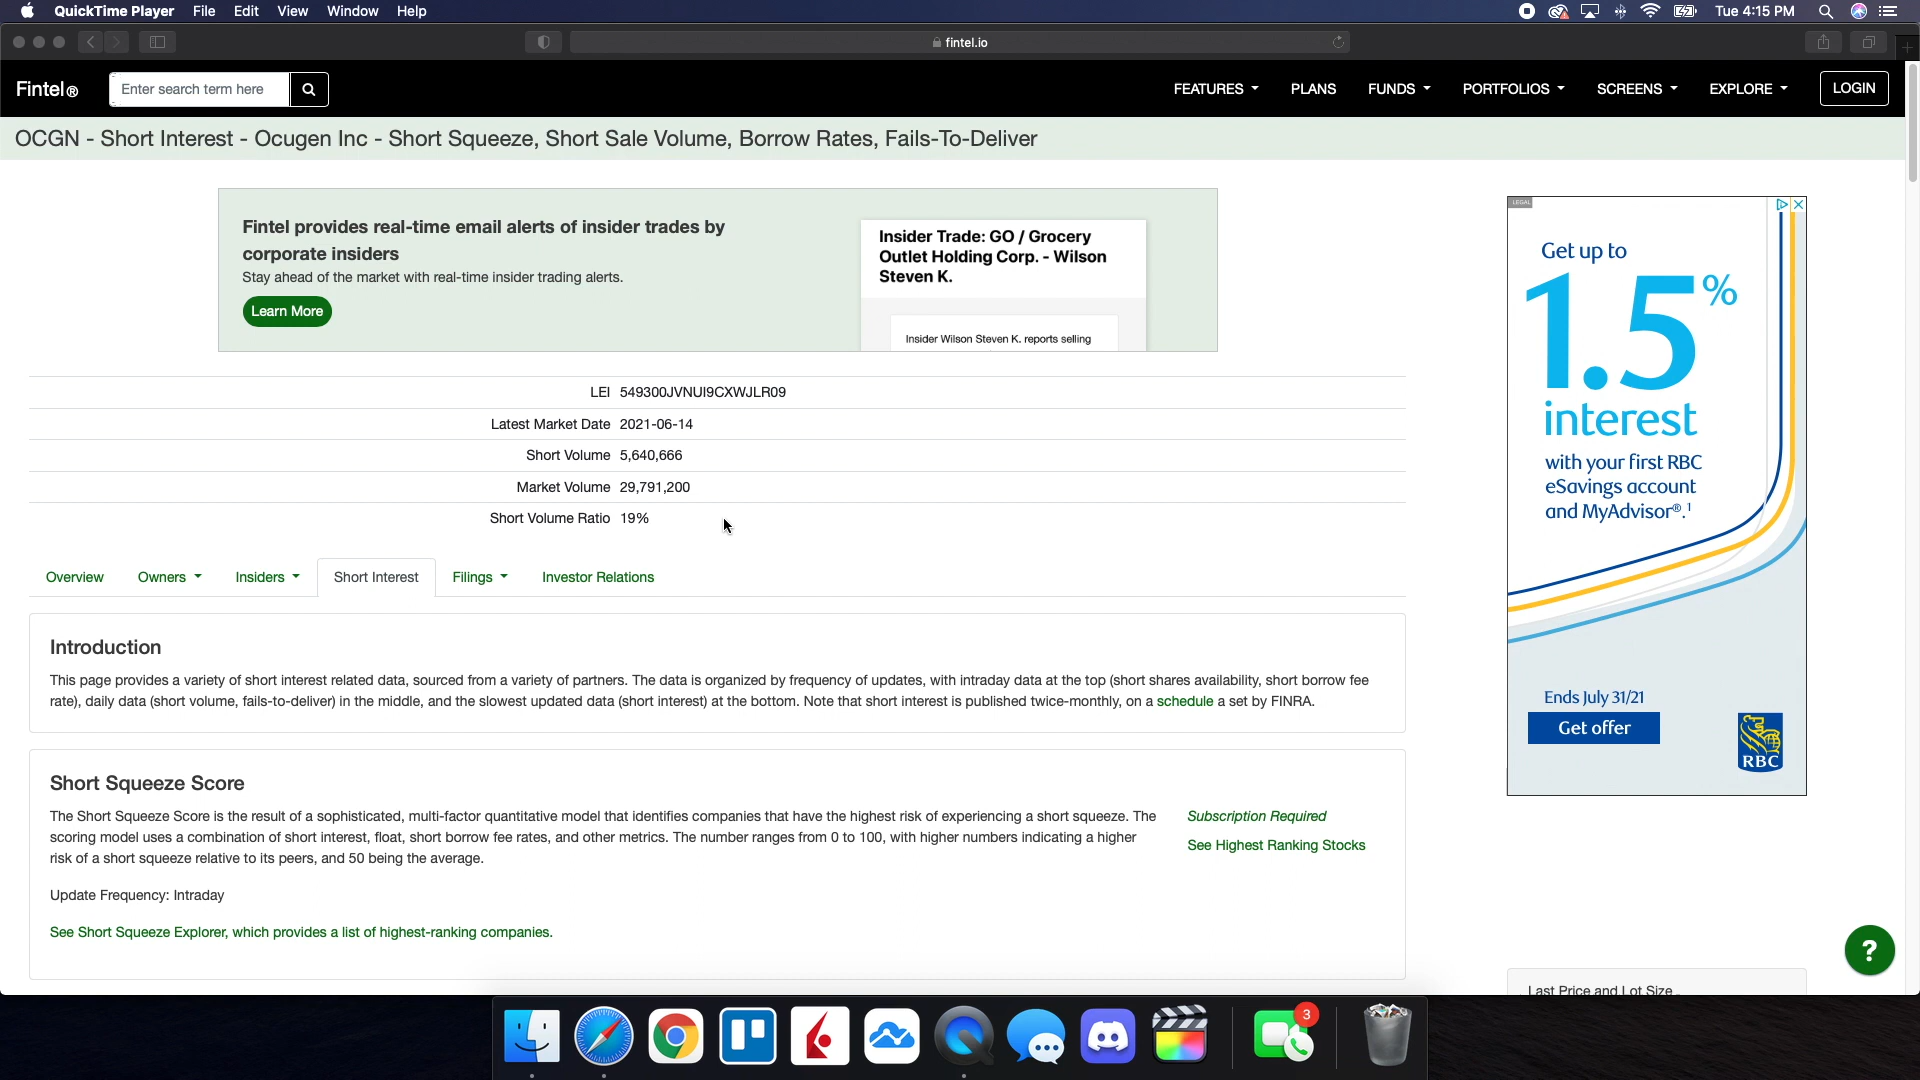 QuickTime Player File Edit View Window Help
Tue 4:15 PM
fintel.io
Fintel®
Enter search term here
FEATURES PLANS FUNDS PORTFOLIOS SCREENS EXPLORE LOGIN
OCGN - Short Interest - Ocugen Inc - Short Squeeze, Short Sale Volume, Borrow Rates, Fails-To-Deliver
Fintel provides real-time email alerts of insider trades by
corporate insiders
Stay ahead of the market with real-time insider trading alerts.
Learn More
Insider Trade: GO / Grocery
Outlet Holding Corp. - Wilson
Steven K.
Insider Wilson Steven K. reports selling
LEI 549300JVNUI9CXWJLR09
Latest Market Date 2021-06-14
Short Volume 5,640,666
Market Volume 29,791,200
Short Volume Ratio 19%
Overview Owners Insiders Short Interest Filings Investor Relations
Introduction
This page provides a variety of short interest related data, sourced from a variety of partners. The data is organized by frequency of updates, with intraday data at the top (short shares availability, short borrow fee
rate), daily data (short volume, fails-to-deliver) in the middle, and the slowest updated data (short interest) at the bottom. Note that short interest is published twice-monthly, on a schedule a set by FINRA.
Short Squeeze Score
The Short Squeeze Score is the result of a sophisticated, multi-factor quantitative model that identifies companies that have the highest risk of experiencing a short squeeze. The
scoring model uses a combination of short interest, float, short borrow fee rates, and other metrics. The number ranges from 0 to 100, with higher numbers indicating a higher
risk of a short squeeze relative to its peers, and 50 being the average.
Subscription Required
See Highest Ranking Stocks
Update Frequency: Intraday
See Short Squeeze Explorer, which provides a list of highest-ranking companies.
LEGAL
Get up to
1.5%
interest
with your first RBC
eSavings account
and MyAdvisor®.1
Ends July 31/21
Get offer
RBC
?
Last Price and Lot Size
3